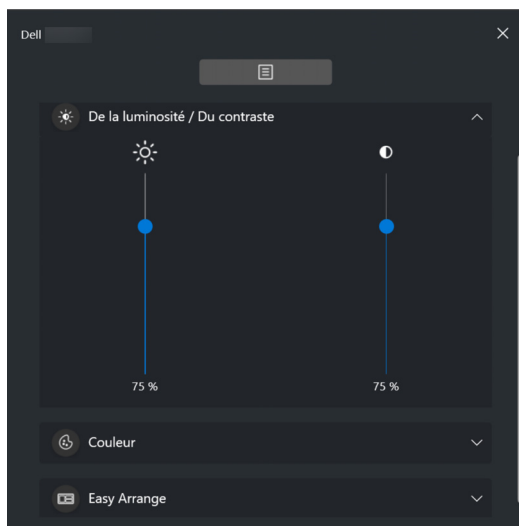 Dell
De la luminosité / Du contraste
75 %
75 %
Couleur
Easy Arrange